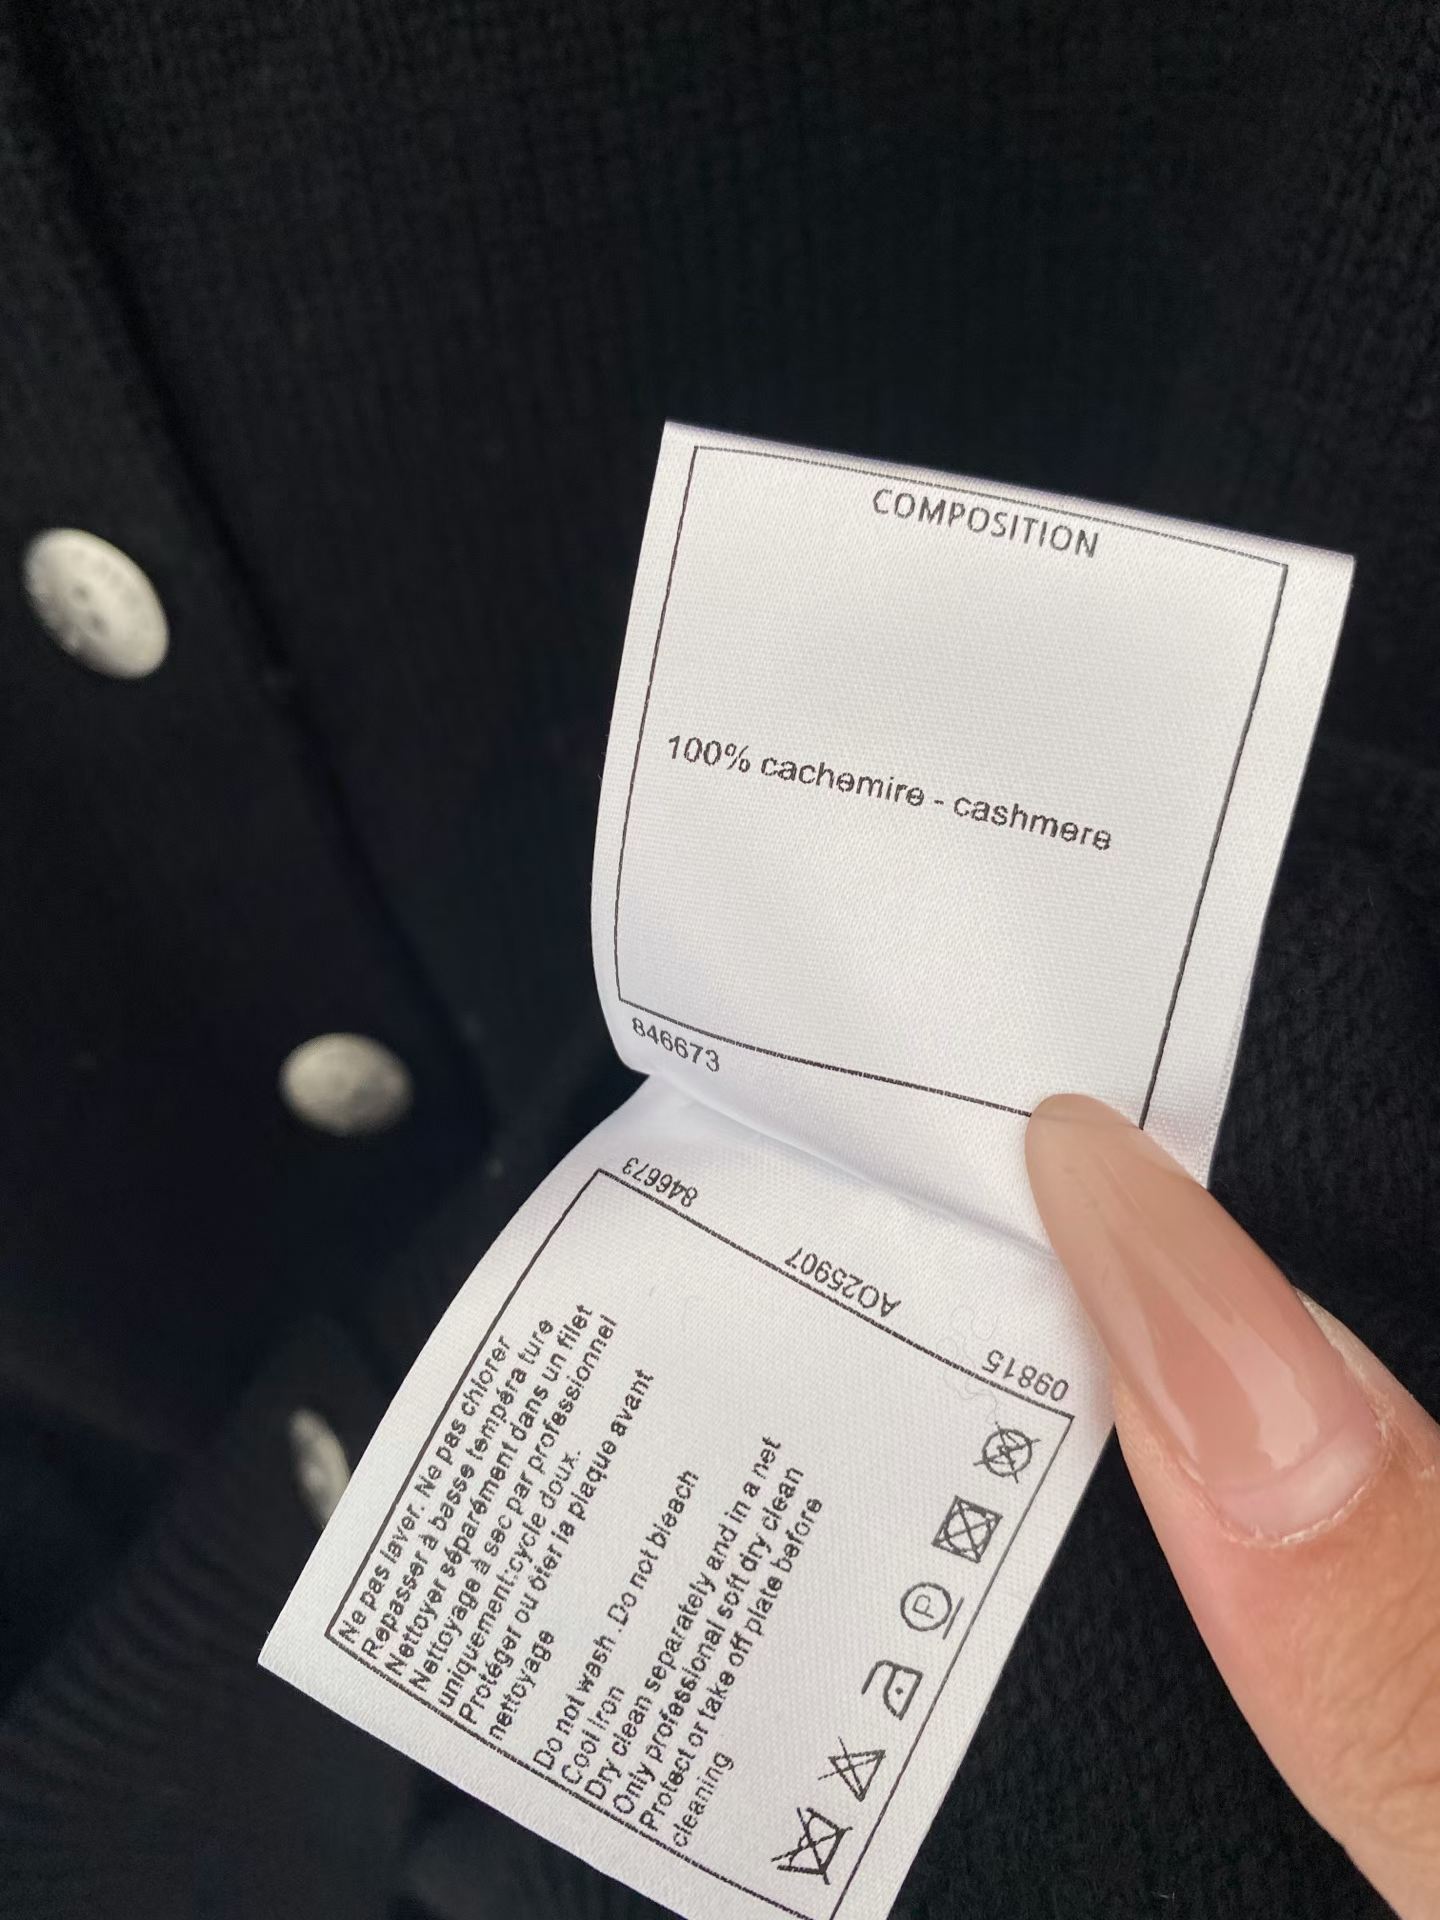 COMPOSITION
100% cachemire - cashmere
846673
846673
AO25907
09815
Ne pas laver. Ne pas chlorer
Repasser à basse tempéra ture
Nettoyer séparément dans un filet
Nettoyage à sec par professionnel
uniquement:cycle doux.
Protéger ou ôter la plaque avant
nettoyage
Do not wash .Do not bleach
Cool Iron
Dry clean separately and in a net
Only professional soft dry clean
Protect or take off plate before
cleaning
P